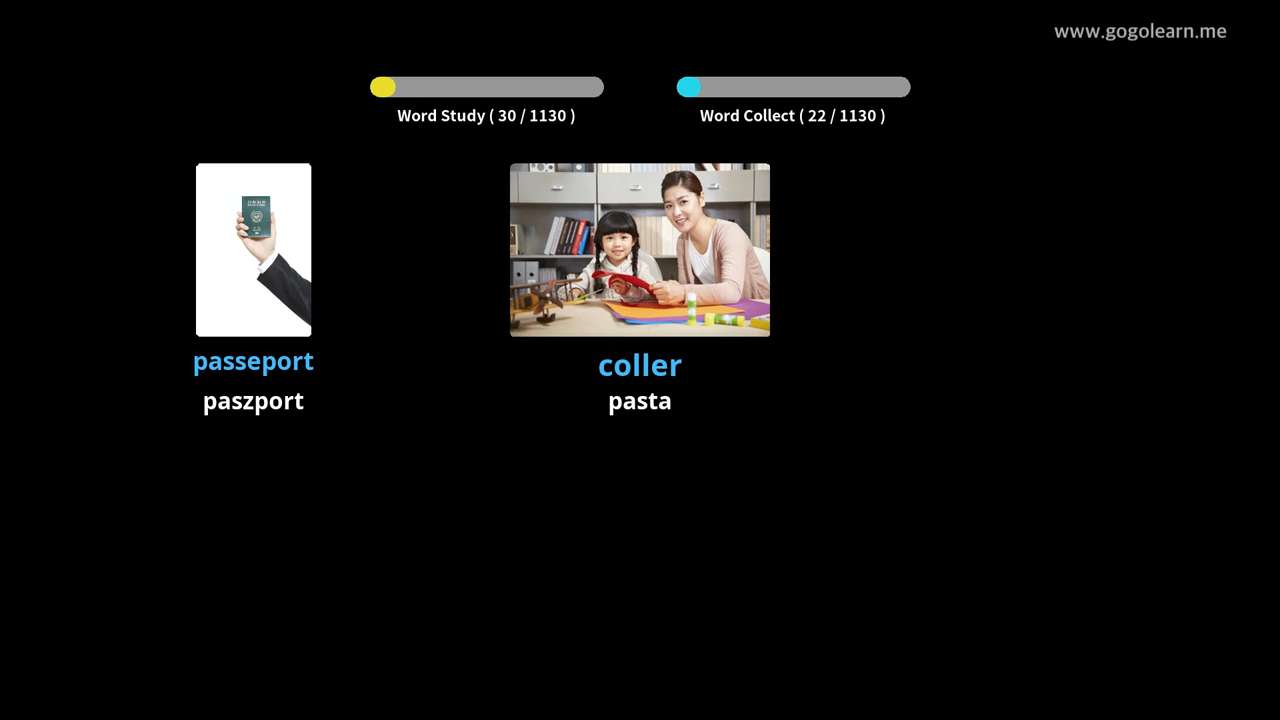 www.gogolearn.me
Word Study ( 30 / 1130 )
Word Collect ( 22 / 1130 )
passeport
paszport
coller
pasta